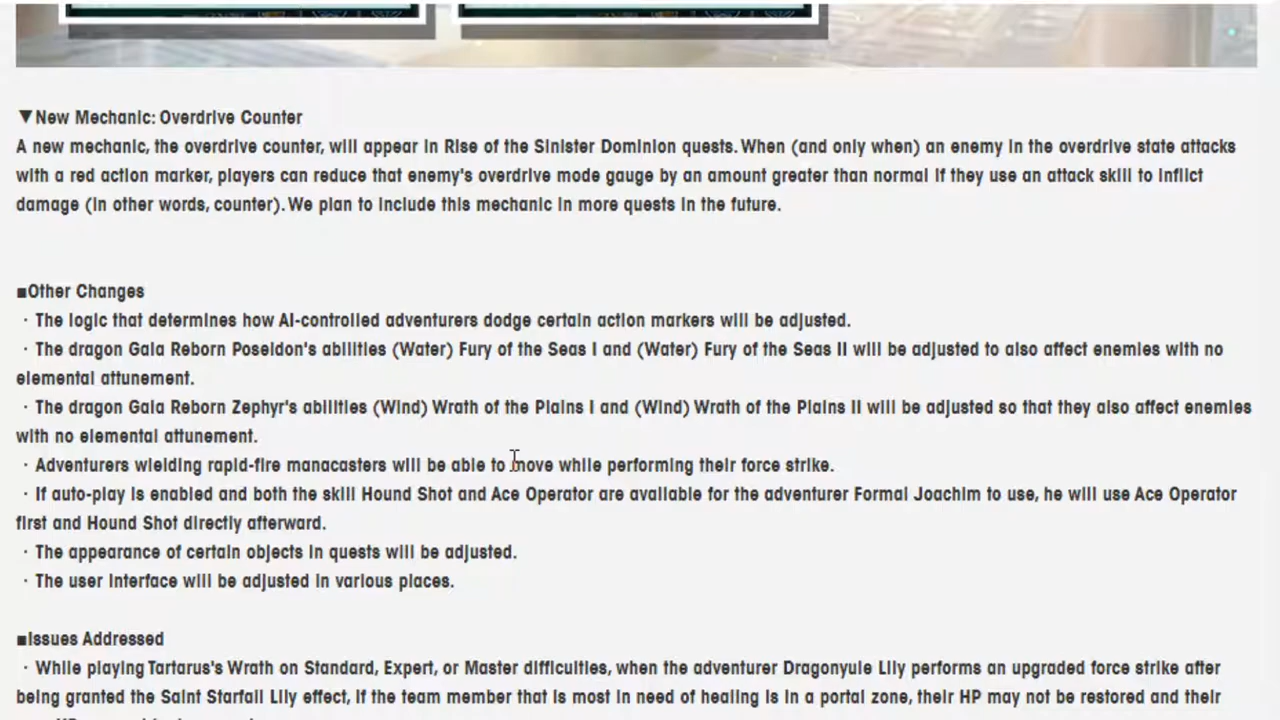 ▼New Mechanic: Overdrive Counter
A new mechanic, the overdrive counter, will appear in Rise of the Sinister Dominion quests. When (and only when) an enemy in the overdrive state attacks
with a red action marker, players can reduce that enemy's overdrive mode gauge by an amount greater than normal if they use an attack skill to inflict
damage (in other words, counter). We plan to include this mechanic in more quests in the future.
■Other Changes
・The logic that determines how AI-controlled adventurers dodge certain action markers will be adjusted.
・The dragon Gala Reborn Poseidon's abilities (Water) Fury of the Seas I and (Water) Fury of the Seas II will be adjusted to also affect enemies with no
elemental attunement.
・The dragon Gala Reborn Zephyr's abilities (Wind) Wrath of the Plains I and (Wind) Wrath of the Plains II will be adjusted so that they also affect enemies
with no elemental attunement.
・Adventurers wielding rapid-fire manacasters will be able to move while performing their force strike.
・If auto-play is enabled and both the skill Hound Shot and Ace Operator are available for the adventurer Formal Joachim to use, he will use Ace Operator
first and Hound Shot directly afterward.
・The appearance of certain objects in quests will be adjusted.
・The user interface will be adjusted in various places.
■Issues Addressed
・While playing Tartarus's Wrath on Standard, Expert, or Master difficulties, when the adventurer Dragonyule Lily performs an upgraded force strike after
being granted the Saint Starfall Lily effect, if the team member that is most in need of healing is in a portal zone, their HP may not be restored and their